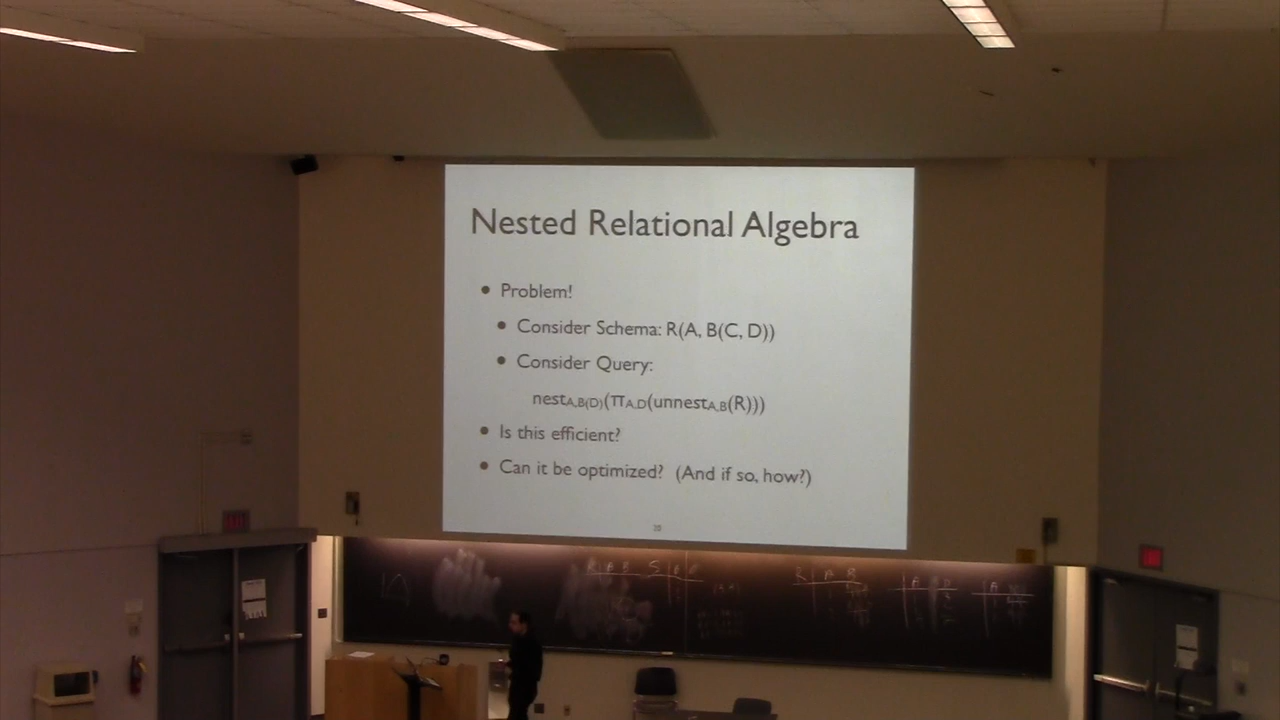 Nested Relational Algebra
• Problem!
• Consider Schema: R(A, B(C, D))
• Consider Query:
nestA,B(D)(πA,D(unnestA,B(R)))
• Is this efficient?
• Can it be optimized? (And if so, how?)
R A B S
R A B
A
A